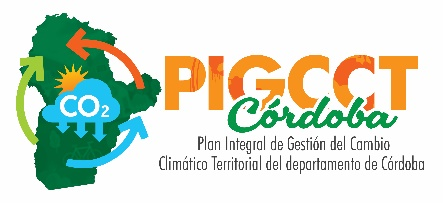 CO2
PIGCCT
Córdoba
Plan Integral de Gestión del Cambio
Climático Territorial del departamento de Córdoba